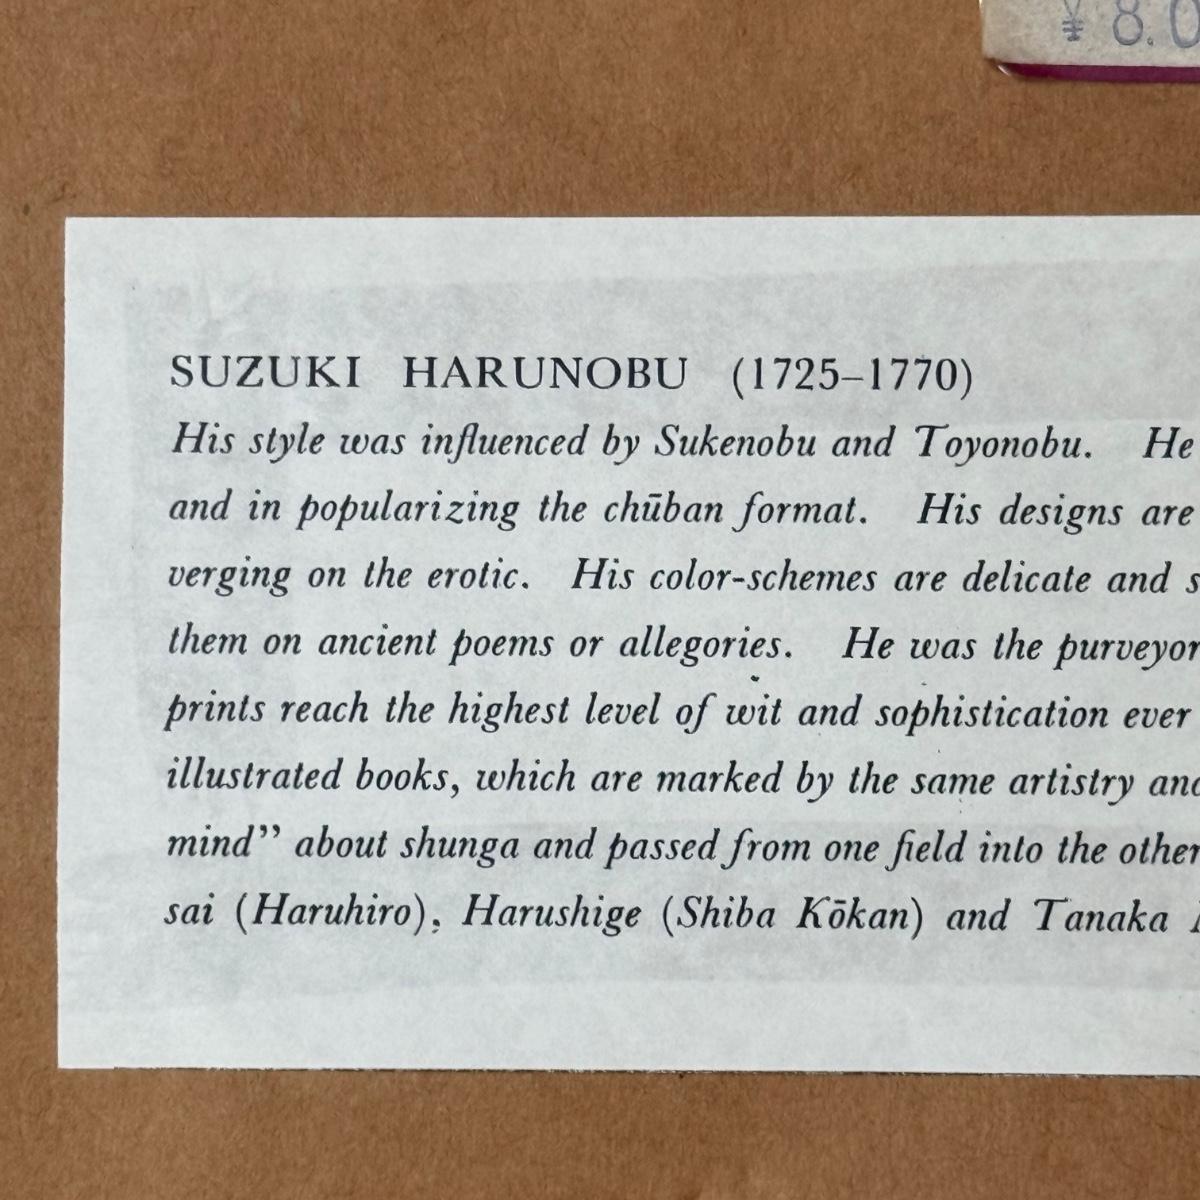 ¥ 8.0
SUZUKI HARUNOBU (1725–1770)
His style was influenced by Sukenobu and Toyonobu. He
and in popularizing the chūban format. His designs are
verging on the erotic. His color-schemes are delicate and
them on ancient poems or allegories. He was the purveyor
prints reach the highest level of wit and sophistication ever
illustrated books, which are marked by the same artistry and
mind” about shunga and passed from one field into the other
sai (Haruhiro), Harushige (Shiba Kōkan) and Tanaka